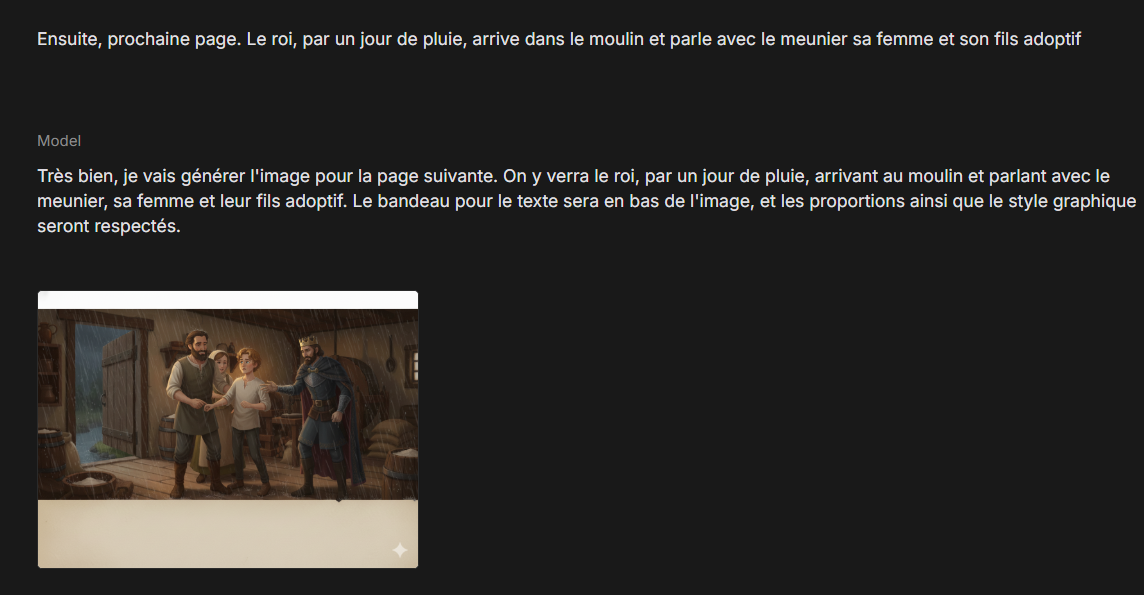 Ensuite, prochaine page. Le roi, par un jour de pluie, arrive dans le moulin et parle avec le meunier sa femme et son fils adoptif
Model
Très bien, je vais générer l'image pour la page suivante. On y verra le roi, par un jour de pluie, arrivant au moulin et parlant avec le
meunier, sa femme et leur fils adoptif. Le bandeau pour le texte sera en bas de l'image, et les proportions ainsi que le style graphique
seront respectés.